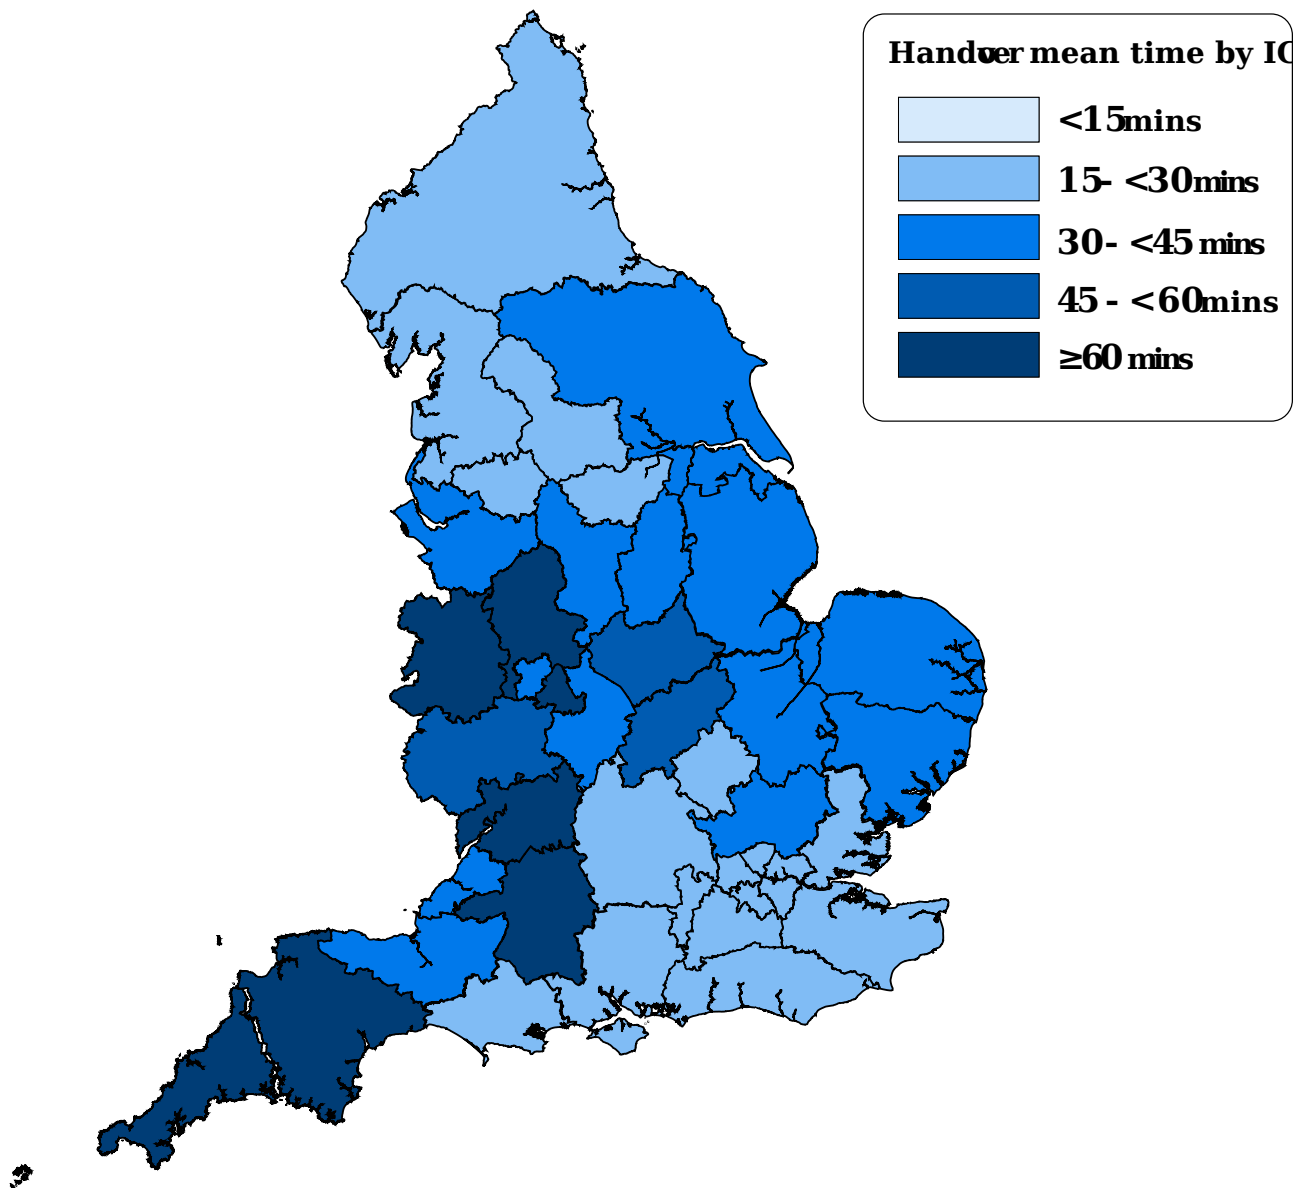 Handover mean time by IC
<15mins
15- <30mins
30- <45 mins
45 - <60mins
≥60 mins